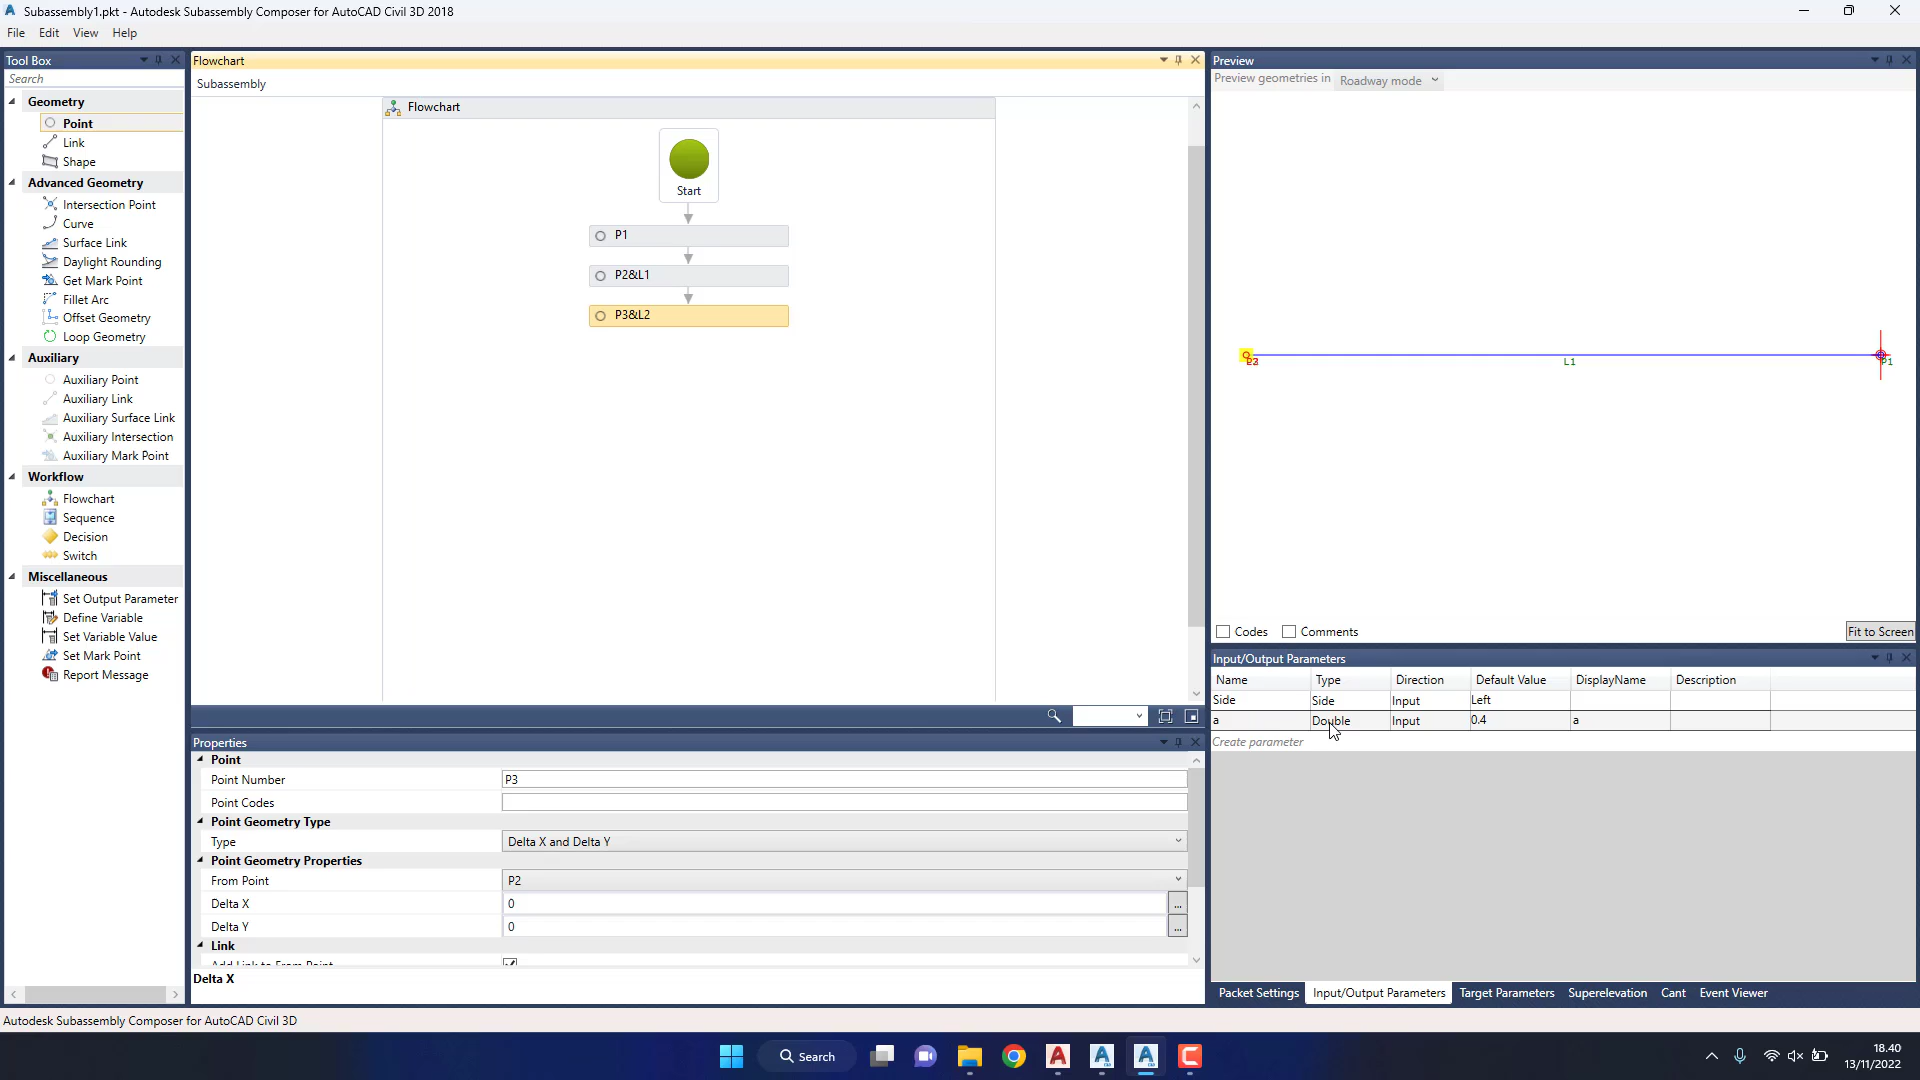 Subassembly1.pkt - Autodesk Subassembly Composer for AutoCAD Civil 3D 2018
File Edit View Help
Tool Box
Search
Geometry
Point
Link
Shape
Advanced Geometry
Intersection Point
Curve
Surface Link
Daylight Rounding
Get Mark Point
Fillet Arc
Offset Geometry
Loop Geometry
Auxiliary
Auxiliary Point
Auxiliary Link
Auxiliary Surface Link
Auxiliary Intersection
Auxiliary Mark Point
Workflow
Flowchart
Sequence
Decision
Switch
Miscellaneous
Set Output Parameter
Define Variable
Set Variable Value
Set Mark Point
Report Message
Flowchart
Subassembly
Flowchart
Start
P1
P2&L1
P3&L2
Properties
Point
Point Number P3
Point Codes
Point Geometry Type
Type Delta X and Delta Y
Point Geometry Properties
From Point P2
Delta X 0 ...
Delta Y 0 ...
Link
Add Link to From Point
Delta X
Preview
Preview geometries in Roadway mode
L1
P1
Codes Comments Fit to Screen
Input/Output Parameters
Name Type Direction Default Value DisplayName Description
Side Side Input Left
a Double Input 0.4 a
Create parameter
Packet Settings Input/Output Parameters Target Parameters Superelevation Cant Event Viewer
Autodesk Subassembly Composer for AutoCAD Civil 3D
Search
18.40
13/11/2022